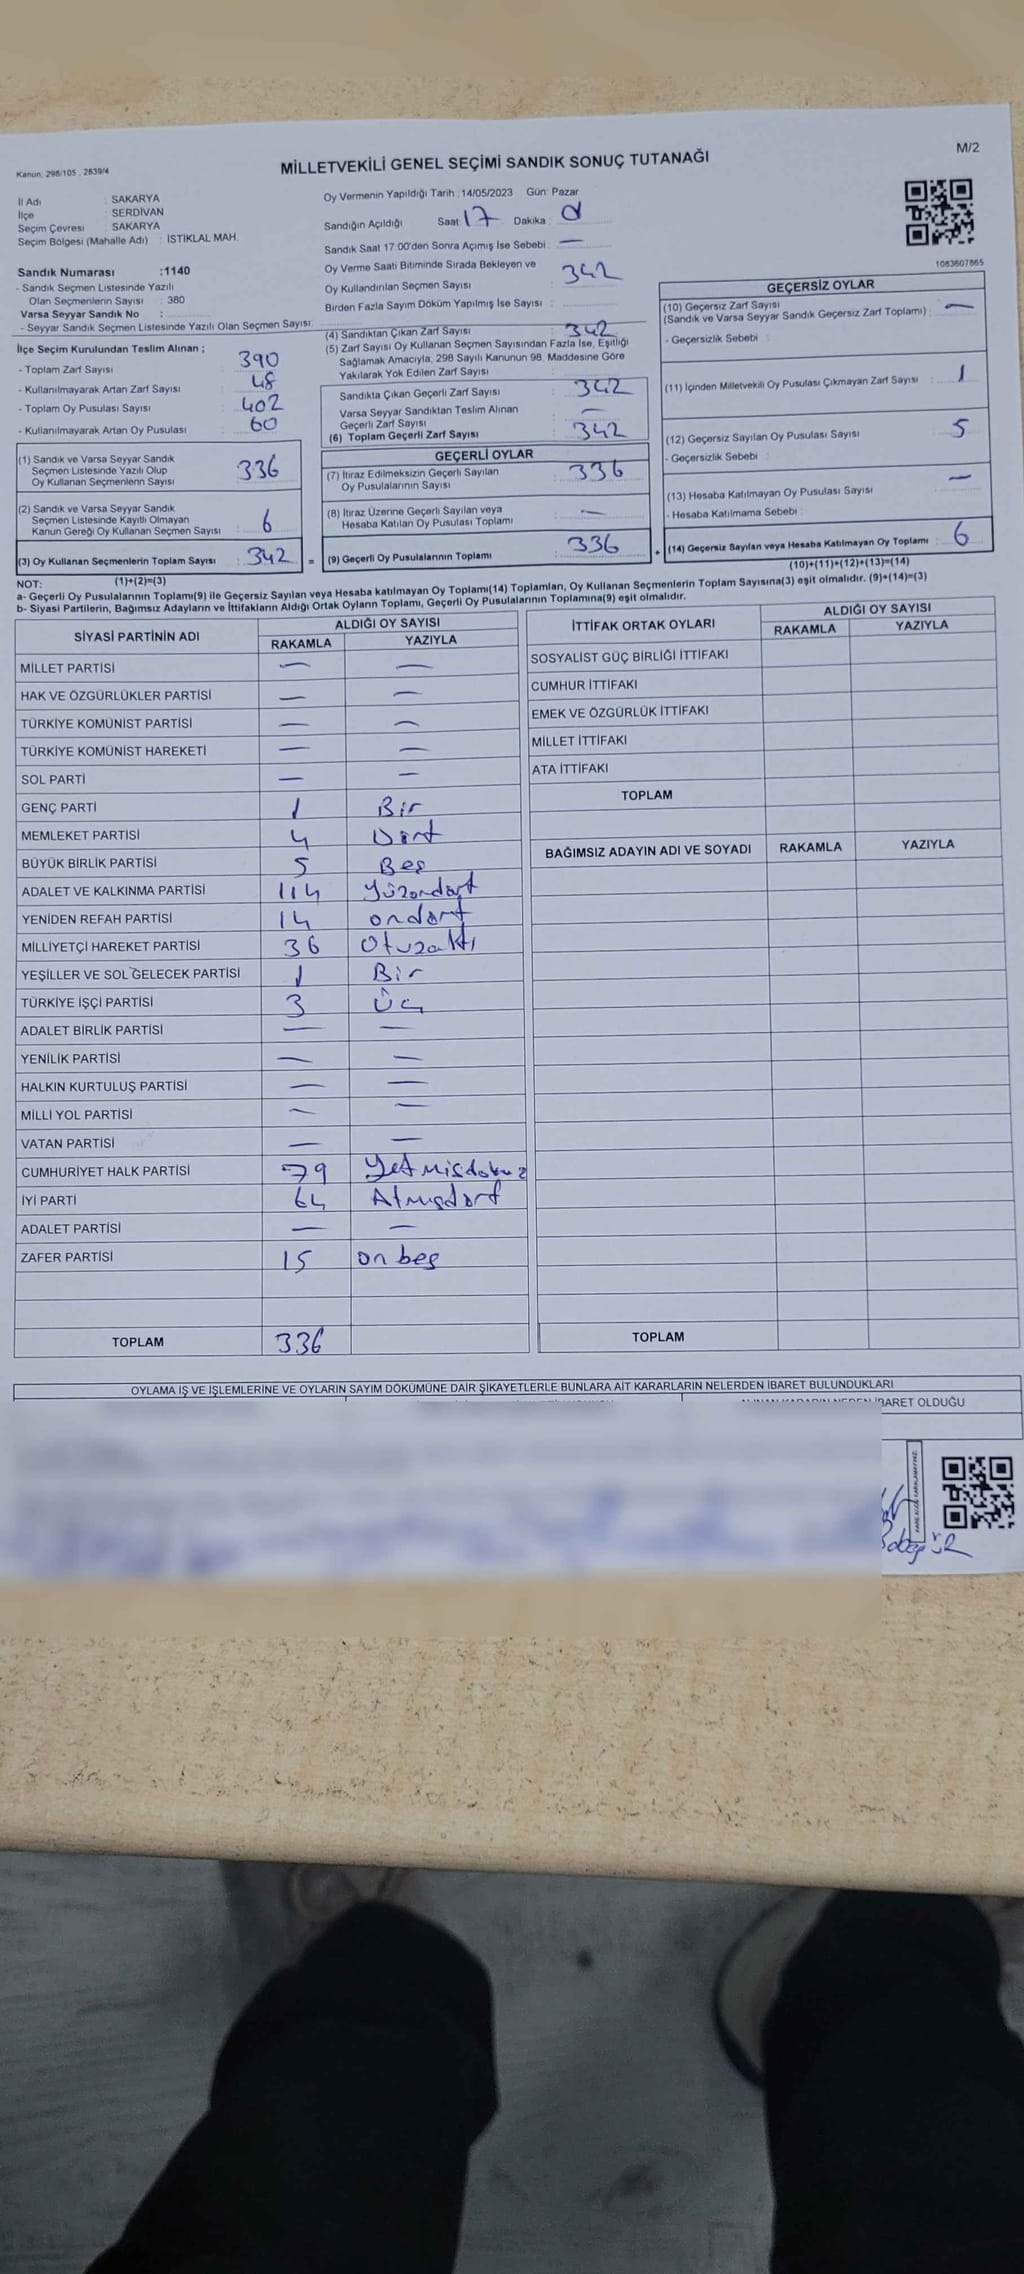 Kanun: 298/105 , 2839/4
MİLLETVEKİLİ GENEL SEÇİMİ SANDIK SONUÇ TUTANAĞI
M/2
İl Adı : SAKARYA
İlçe : SERDİVAN
Seçim Çevresi : SAKARYA
Seçim Bölgesi (Mahalle Adı) : İSTİKLAL MAH.
Sandık Numarası :1140
- Sandık Seçmen Listesinde Yazılı
Olan Seçmenlerin Sayısı : 380
Varsa Seyyar Sandık No :
- Seyyar Sandık Seçmen Listesinde Yazılı Olan Seçmen Sayısı:
Oy Vermenin Yapıldığı Tarih : 14/05/2023 Gün Pazar
Sandığın Açıldığı Saat: 17 Dakika :
Sandık Saat 17:00'den Sonra Açımış İse Sebebi : —
Oy Verme Saati Bitiminde Sırada Bekleyen ve
Oy Kullandırılan Seçmen Sayısı : 342
Birden Fazla Sayım Döküm Yapılmış İse Sayısı :
1083607865
İlçe Seçim Kurulundan Teslim Alınan ;
- Toplam Zarf Sayısı : 390
- Kullanılmayarak Artan Zarf Sayısı : 48
- Toplam Oy Pusulası Sayısı : 402
- Kullanılmayarak Artan Oy Pusulası : 60
(1) Sandık ve Varsa Seyyar Sandık
Seçmen Listesinde Yazılı Olup
Oy Kullanan Seçmenlerin Sayısı 336
(2) Sandık ve Varsa Seyyar Sandık
Seçmen Listesinde Kayıtlı Olmayan
Kanun Gereği Oy Kullanan Seçmen Sayısı : 6
(3) Oy Kullanan Seçmenlerin Toplam Sayısı : 342 =
(4) Sandıktan Çıkan Zarf Sayısı : 342
(5) Zarf Sayısı Oy Kullanan Seçmen Sayısından Fazla İse, Eşitliği
Sağlamak Amacıyla, 298 Sayılı Kanunun 98. Maddesine Göre
Yakılarak Yok Edilen Zarf Sayısı :
Sandıkta Çıkan Geçerli Zarf Sayısı : 342
Varsa Seyyar Sandıktan Teslim Alınan
Geçerli Zarf Sayısı : —
(6) Toplam Geçerli Zarf Sayısı : 342
GEÇERLİ OYLAR
(7) İtiraz Edilmeksizin Geçerli Sayılan
Oy Pusulalarının Sayısı : 336
(8) İtiraz Üzerine Geçerli Sayılan veya
Hesaba Katılan Oy Pusulası Toplamı : —
(9) Geçerli Oy Pusulalarının Toplamı : 336 +
GEÇERSİZ OYLAR
(10) Geçersiz Zarf Sayısı
(Sandık ve Varsa Seyyar Sandık Geçersiz Zarf Toplamı) : —
- Geçersizlik Sebebi :
(11) İçinden Milletvekili Oy Pusulası Çıkmayan Zarf Sayısı : 1
(12) Geçersiz Sayılan Oy Pusulası Sayısı : 5
- Geçersizlik Sebebi :
(13) Hesaba Katılmayan Oy Pusulası Sayısı : —
- Hesaba Katılmama Sebebi :
(14) Geçersiz Sayılan veya Hesaba Katılmayan Oy Toplamı : 6
(10)+(11)+(12)+(13)=(14)
NOT: (1)+(2)=(3)
a- Geçerli Oy Pusulalarının Toplamı(9) ile Geçersiz Sayılan veya Hesaba katılmayan Oy Toplamı(14) Toplamları, Oy Kullanan Seçmenlerin Toplam Sayısına(3) eşit olmalıdır. (9)+(14)=(3)
b- Siyasi Partilerin, Bağımsız Adayların ve İttifakların Aldığı Ortak Oyların Toplamı, Geçerli Oy Pusulalarının Toplamına(9) eşit olmalıdır.
SİYASİ PARTİNİN ADI ALDIĞI OY SAYISI
RAKAMLA YAZIYLA
MİLLET PARTİSİ — —
HAK VE ÖZGÜRLÜKLER PARTİSİ — —
TÜRKİYE KOMÜNİST PARTİSİ — —
TÜRKİYE KOMÜNİST HAREKETİ — —
SOL PARTİ — —
GENÇ PARTİ 1 Bir
MEMLEKET PARTİSİ 4 Dört
BÜYÜK BİRLİK PARTİSİ 5 Beş
ADALET VE KALKINMA PARTİSİ 114 Yüzondört
YENİDEN REFAH PARTİSİ 14 ondört
MİLLİYETÇİ HAREKET PARTİSİ 36 Otuzaltı
YEŞİLLER VE SOL GELECEK PARTİSİ 1 Bir
TÜRKİYE İŞÇİ PARTİSİ 3 Üç
ADALET BİRLİK PARTİSİ — —
YENİLİK PARTİSİ — —
HALKIN KURTULUŞ PARTİSİ — —
MİLLİ YOL PARTİSİ — —
VATAN PARTİSİ — —
CUMHURİYET HALK PARTİSİ 79 Yetmişdokuz
İYİ PARTİ 64 Atmışdört
ADALET PARTİSİ — —
ZAFER PARTİSİ 15 on beş
TOPLAM 336
İTTİFAK ORTAK OYLARI ALDIĞI OY SAYISI
RAKAMLA YAZIYLA
SOSYALİST GÜÇ BİRLİĞİ İTTİFAKI
CUMHUR İTTİFAKI
EMEK VE ÖZGÜRLÜK İTTİFAKI
MİLLET İTTİFAKI
ATA İTTİFAKI
TOPLAM
BAĞIMSIZ ADAYIN ADI VE SOYADI RAKAMLA YAZIYLA
TOPLAM
OYLAMA İŞ VE İŞLEMLERİNE VE OYLARIN SAYIM DÖKÜMÜNE DAİR ŞİKAYETLERLE BUNLARA AİT KARARLARIN NELERDEN İBARET BULUNDUKLARI
İBARET OLDUĞU